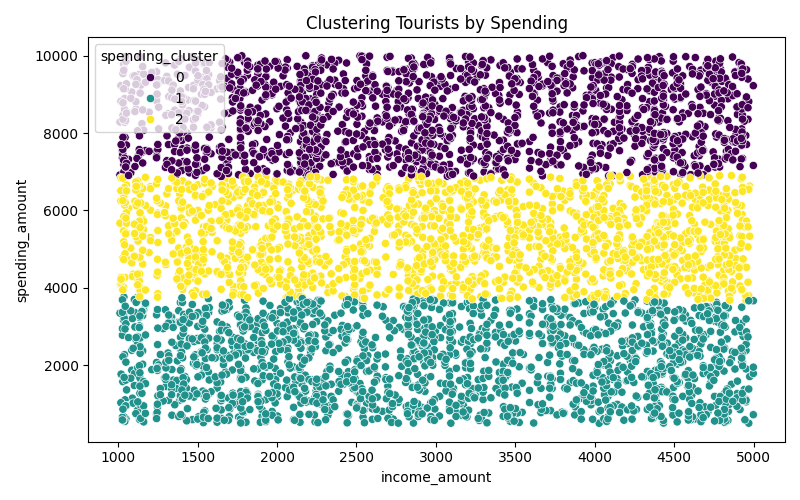 Clustering Tourists by Spending
spending_cluster
0
1
2
10000
8000
6000
4000
2000
spending_amount
1000 1500 2000 2500 3000 3500 4000 4500 5000
income_amount